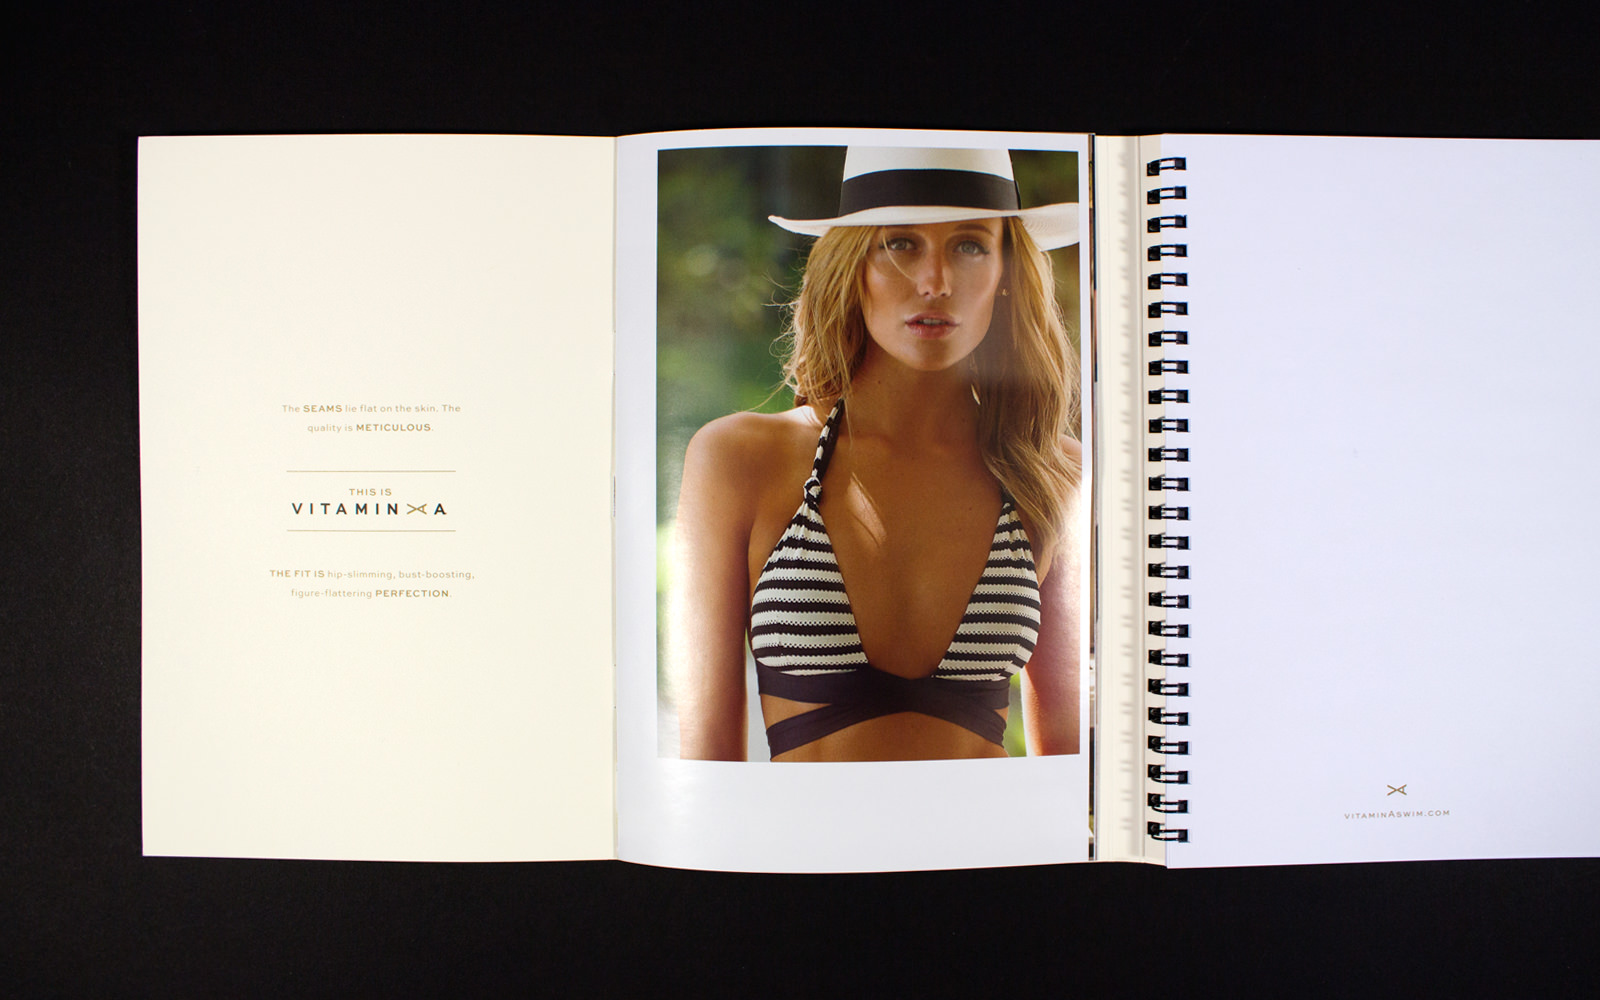 The SEAMS lie flat on the skin. The
quality is METICULOUS.
THIS IS
VITAMIN A
THE FIT IS hip-slimming, bust-boosting,
figure-flattering PERFECTION.
VITAMINASWIM.COM